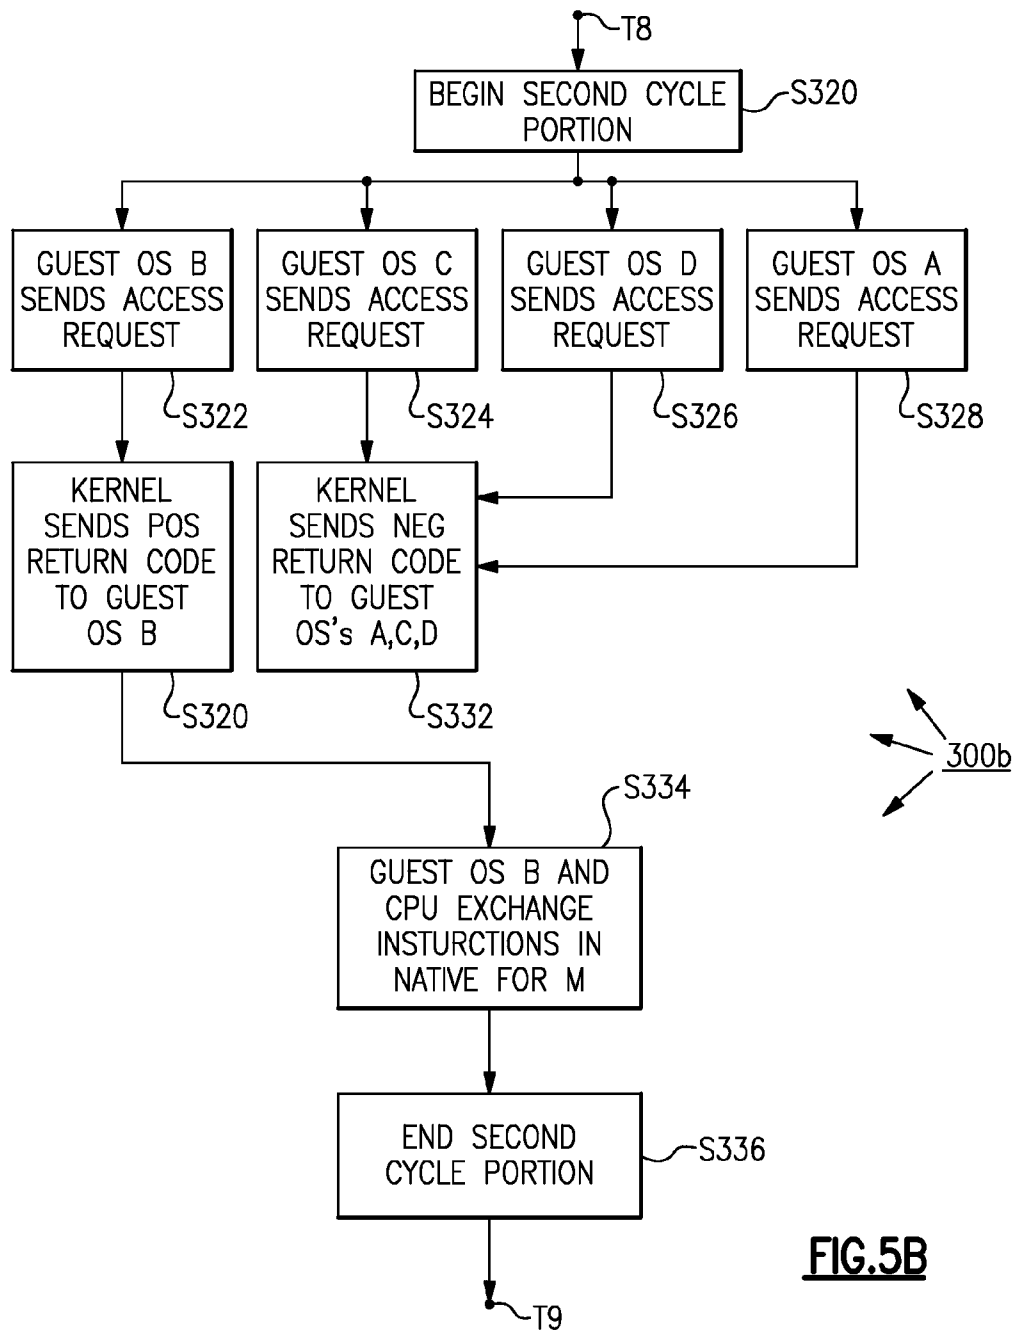 T8
BEGIN SECOND CYCLE
PORTION
S320
GUEST OS B
SENDS ACCESS
REQUEST
S322
GUEST OS C
SENDS ACCESS
REQUEST
S324
GUEST OS D
SENDS ACCESS
REQUEST
S326
GUEST OS A
SENDS ACCESS
REQUEST
S328
KERNEL
SENDS POS
RETURN CODE
TO GUEST
OS B
S320
KERNEL
SENDS NEG
RETURN CODE
TO GUEST
OS's A,C,D
S332
300b
S334
GUEST OS B AND
CPU EXCHANGE
INSTURCTIONS IN
NATIVE FOR M
END SECOND
CYCLE PORTION
S336
T9
FIG.5B